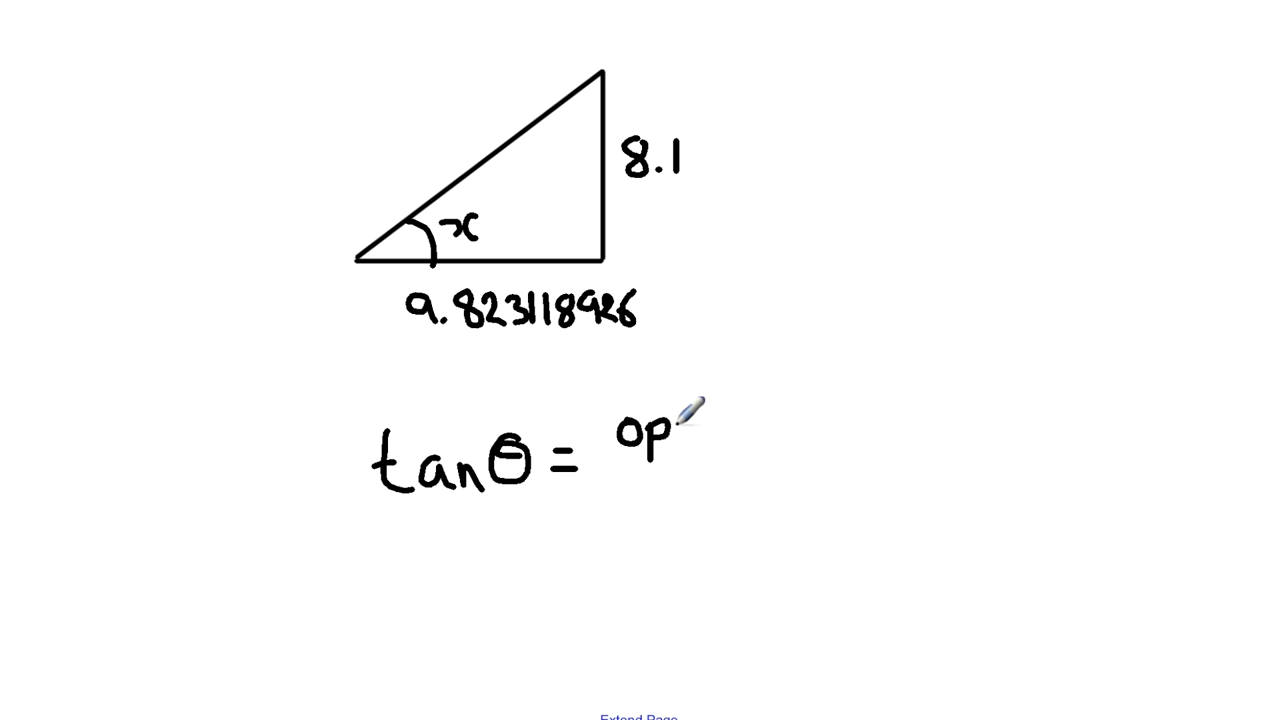 8.1
x
9.823118926
tanθ = op
Extend Page